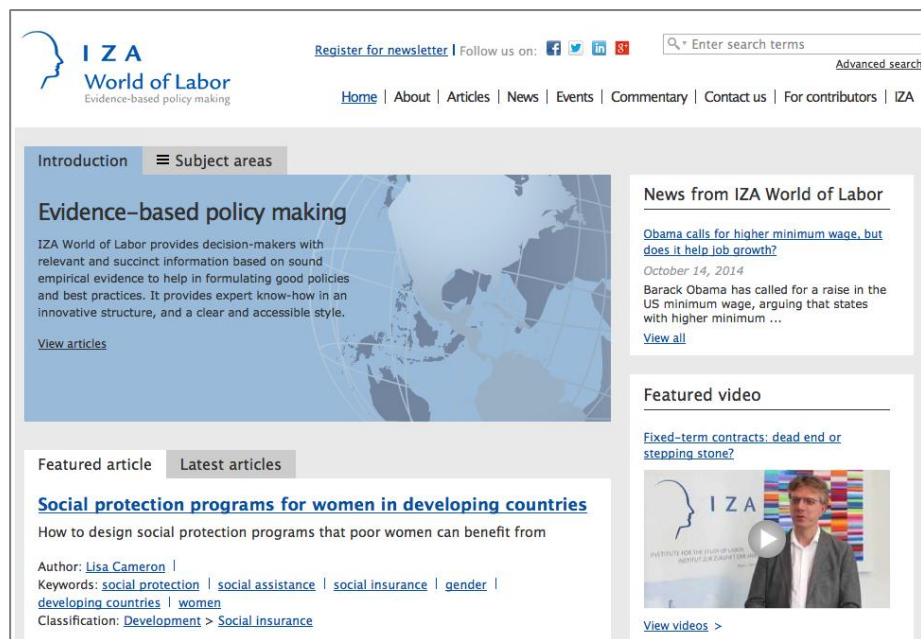 IZA
World of Labor
Evidence-based policy making
Register for newsletter | Follow us on:
Enter search terms
Advanced search
Home | About | Articles | News | Events | Commentary | Contact us | For contributors | IZA
Introduction
Subject areas
Evidence-based policy making
IZA World of Labor provides decision-makers with
relevant and succinct information based on sound
empirical evidence to help in formulating good policies
and best practices. It provides expert know-how in an
innovative structure, and a clear and accessible style.
View articles
News from IZA World of Labor
Obama calls for higher minimum wage, but
does it help job growth?
October 14, 2014
Barack Obama has called for a raise in the
US minimum wage, arguing that states
with higher minimum ...
View all
Featured video
Fixed-term contracts: dead end or
stepping stone?
IZA
View videos >
Featured article
Latest articles
Social protection programs for women in developing countries
How to design social protection programs that poor women can benefit from
Author: Lisa Cameron |
Keywords: social protection | social assistance | social insurance | gender |
developing countries | women
Classification: Development > Social insurance